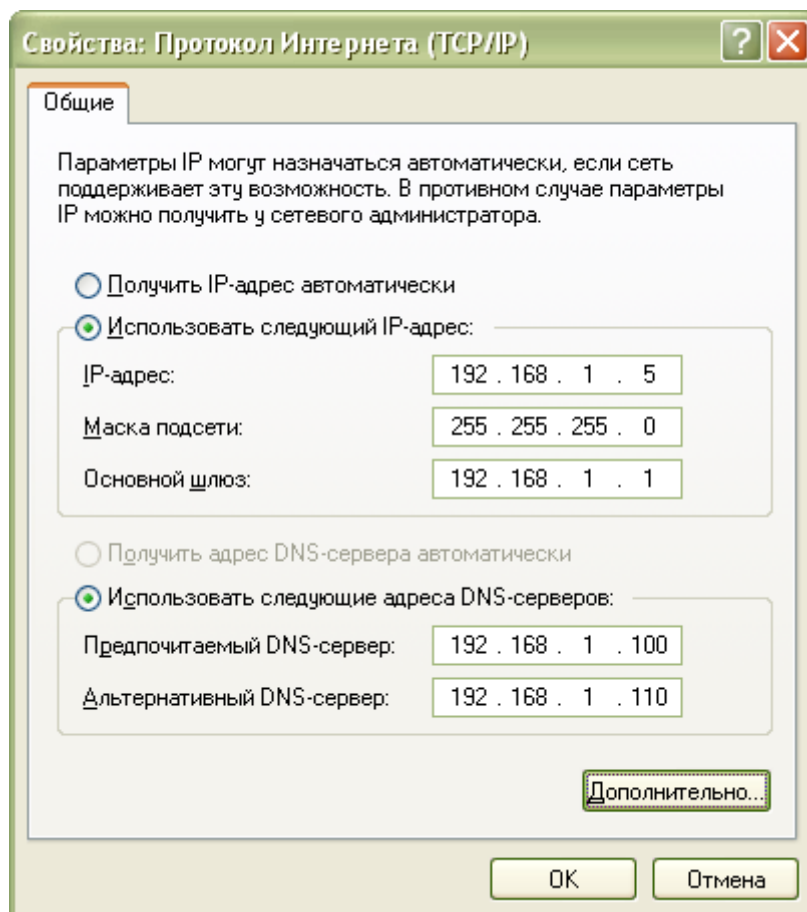 Свойства: Протокол Интернета (TCP/IP)
Общие
Параметры IP могут назначаться автоматически, если сеть
поддерживает эту возможность. В противном случае параметры
IP можно получить у сетевого администратора.
Получить IP-адрес автоматически
Использовать следующий IP-адрес:
IP-адрес: 192 . 168 . 1 . 5
Маска подсети: 255 . 255 . 255 . 0
Основной шлюз: 192 . 168 . 1 . 1
Получить адрес DNS-сервера автоматически
Использовать следующие адреса DNS-серверов:
Предпочитаемый DNS-сервер: 192 . 168 . 1 . 100
Альтернативный DNS-сервер: 192 . 168 . 1 . 110
Дополнительно...
OK Отмена